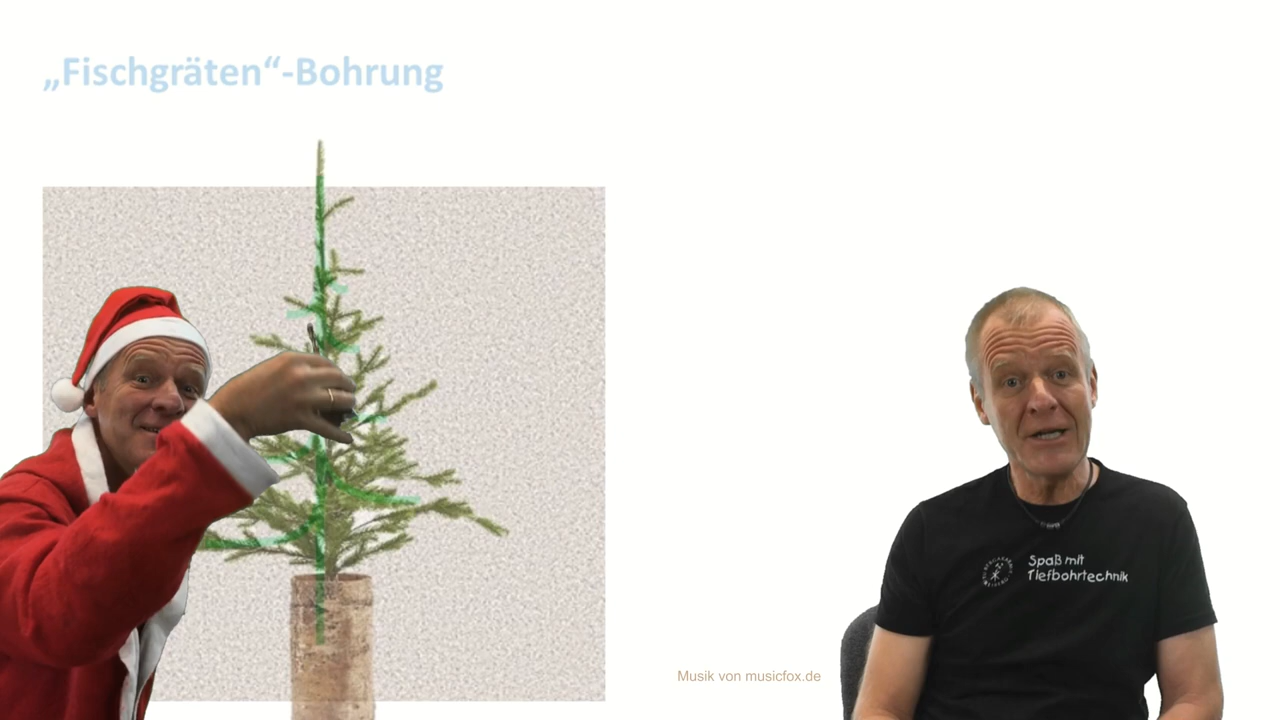 „Fischgräten“-Bohrung
Spaß mit
Tiefbohrtechnik
Musik von musicfox.de